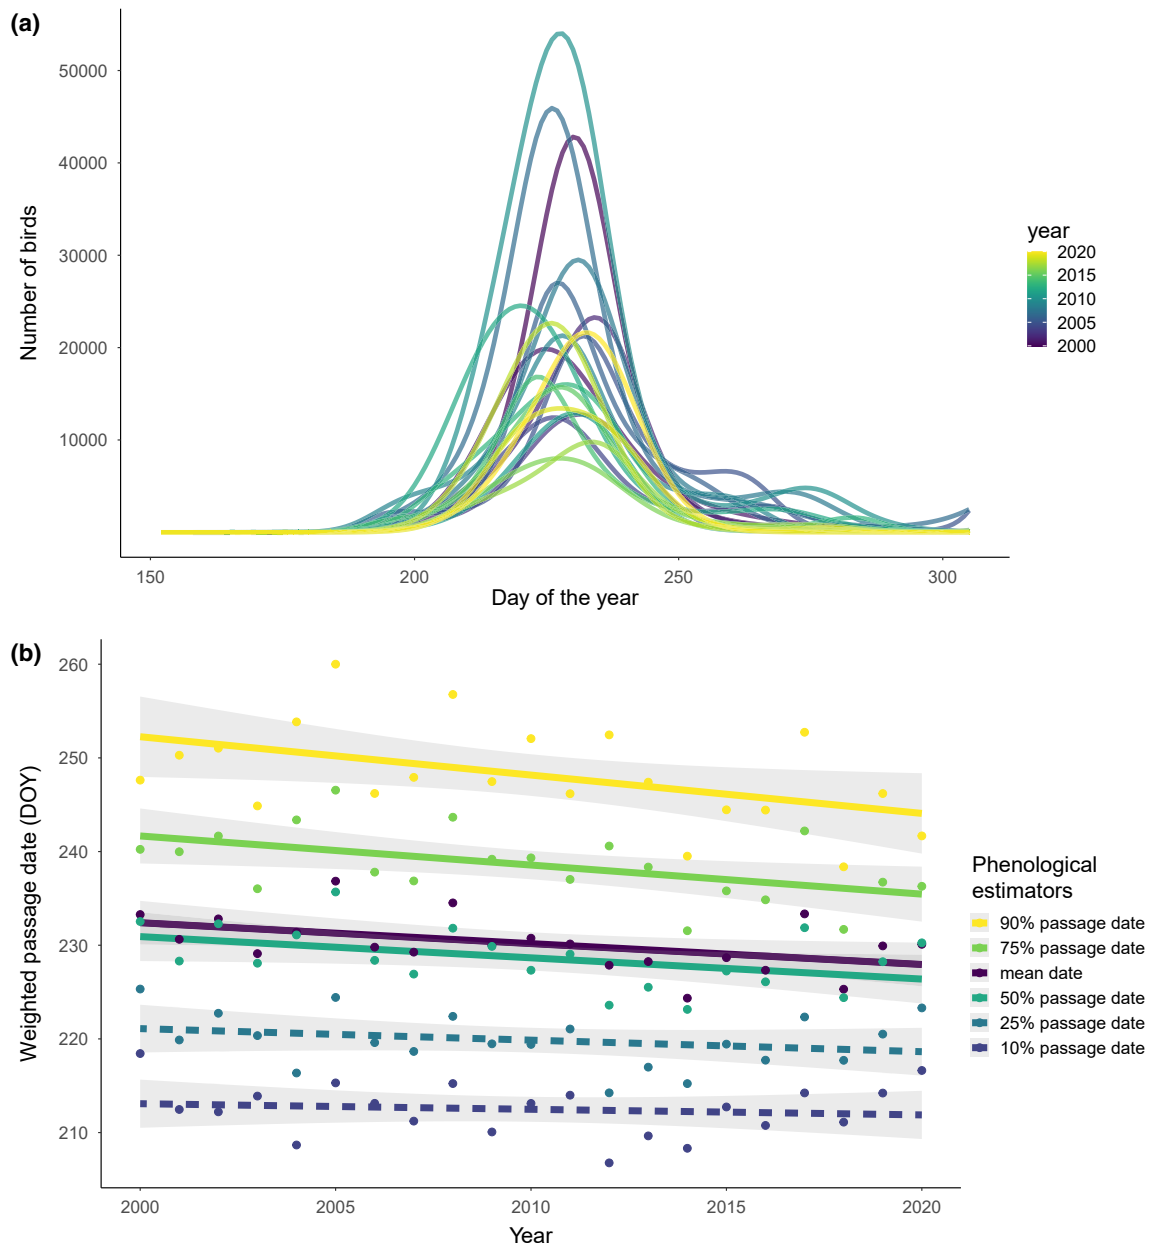 (a)
50000
40000
30000
20000
10000
Number of birds
150
200
250
300
Day of the year
year
2020
2015
2010
2005
2000
(b)
260
250
240
230
220
210
Weighted passage date (DOY)
2000
2005
2010
2015
2020
Year
Phenological
estimators
90% passage date
75% passage date
mean date
50% passage date
25% passage date
10% passage date